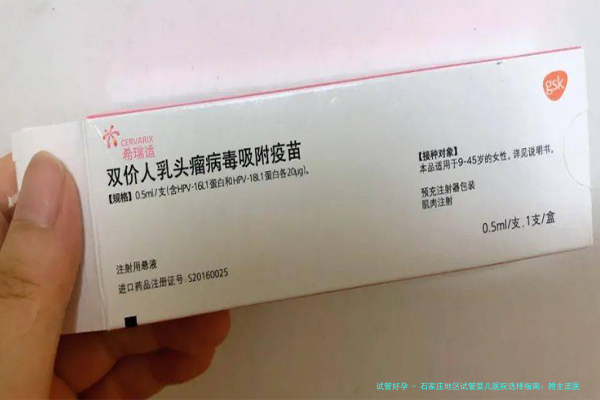 CERVARIX
希瑞适
gsk
双价人乳头瘤病毒吸附疫苗
【规格】0.5ml/支(含HPV-16L1蛋白和HPV-18L1蛋白各20μg)。
【接种对象】
本品适用于9-45岁的女性。详见说明书。
预充注射器包装
肌肉注射
0.5ml/支.1支/盒
注射用悬液
进口药品注册证号:S20160025
试管好孕 - 石家庄地区试管婴儿医院选择指南，附主流医